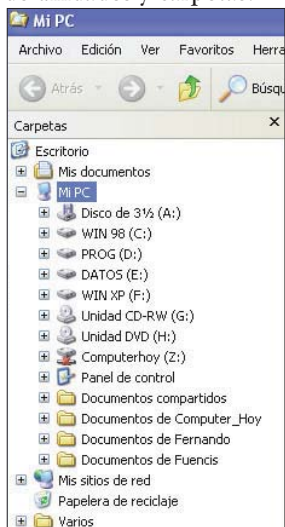 Mi PC
Archivo Edición Ver Favoritos
Atrás
Carpetas
Escritorio
Mis documentos
Mi PC
Disco de 3½ (A:)
WIN 98 (C:)
PROG (D:)
DATOS (E:)
WIN XP (F:)
Unidad CD-RW (G:)
Unidad DVD (H:)
Computerhoy (Z:)
Panel de control
Documentos compartidos
Documentos de Computer_Hoy
Documentos de Fernando
Documentos de Fuencis
Mis sitios de red
Papelera de reciclaje
Varios